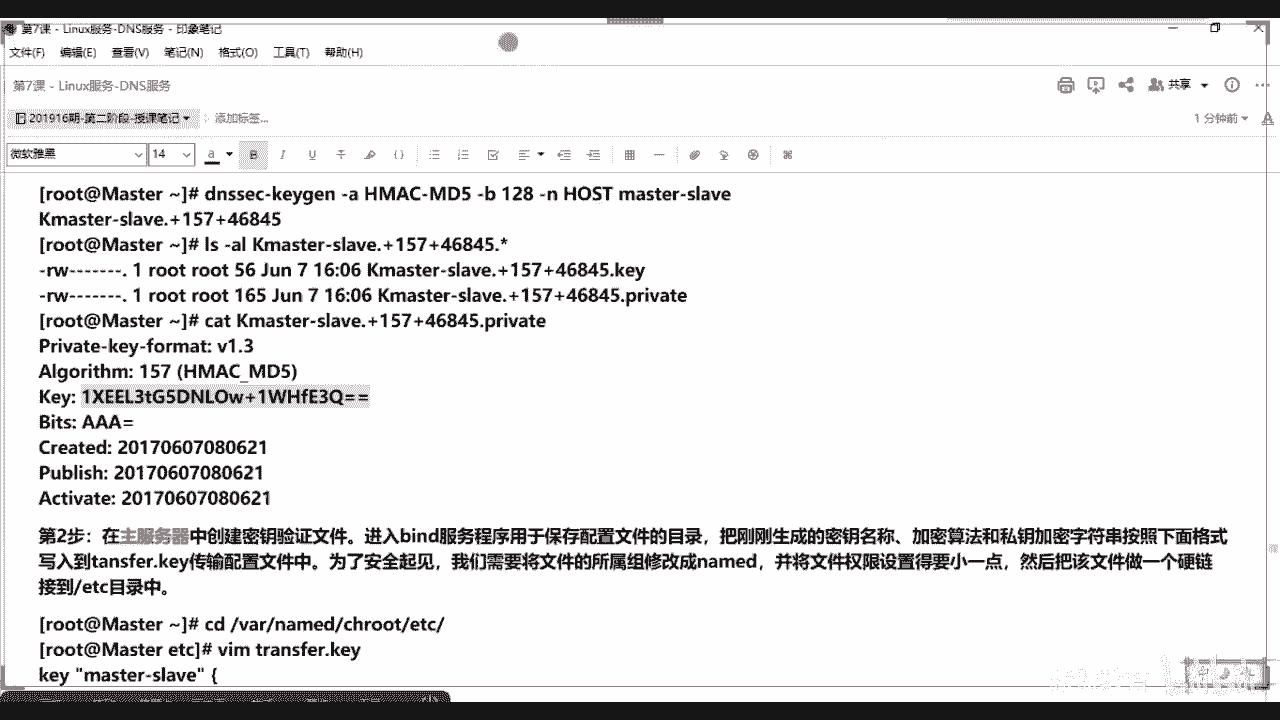 第7课 - Linux服务-DNS服务 - 印象笔记
文件(F) 编辑(E) 查看(V) 笔记(N) 格式(O) 工具(T) 帮助(H)
第7课 - Linux服务-DNS服务
共享
201916期-第二阶段-授课笔记
添加标签...
1 分钟前
微软雅黑 14
[root@Master ~]# dnssec-keygen -a HMAC-MD5 -b 128 -n HOST master-slave
Kmaster-slave.+157+46845
[root@Master ~]# ls -al Kmaster-slave.+157+46845.*
-rw-------. 1 root root 56 Jun 7 16:06 Kmaster-slave.+157+46845.key
-rw-------. 1 root root 165 Jun 7 16:06 Kmaster-slave.+157+46845.private
[root@Master ~]# cat Kmaster-slave.+157+46845.private
Private-key-format: v1.3
Algorithm: 157 (HMAC_MD5)
Key: 1XEEL3tG5DNLOw+1WHfE3Q==
Bits: AAA=
Created: 20170607080621
Publish: 20170607080621
Activate: 20170607080621
第2步：在主服务器中创建密钥验证文件。进入bind服务程序用于保存配置文件的目录，把刚刚生成的密钥名称、加密算法和私钥加密字符串按照下面格式
写入到tansfer.key传输配置文件中。为了安全起见，我们需要将文件的所属组修改成named，并将文件权限设置得要小一点，然后把该文件做一个硬链
接到/etc目录中。
[root@Master ~]# cd /var/named/chroot/etc/
[root@Master etc]# vim transfer.key
key "master-slave" {